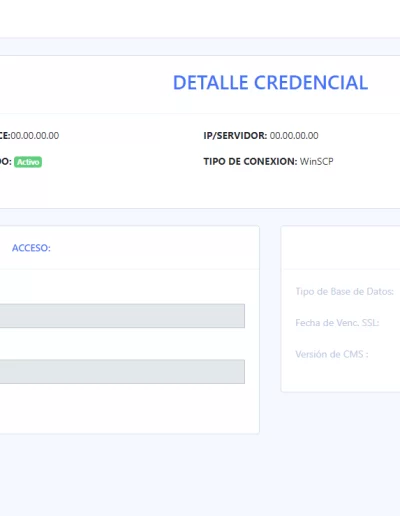 DETALLE CREDENCIAL
CE:00.00.00.00 IP/SERVIDOR: 00.00.00.00
DO: Activo TIPO DE CONEXION: WinSCP
ACCESO:
Tipo de Base de Datos:
Fecha de Venc. SSL:
Versión de CMS :